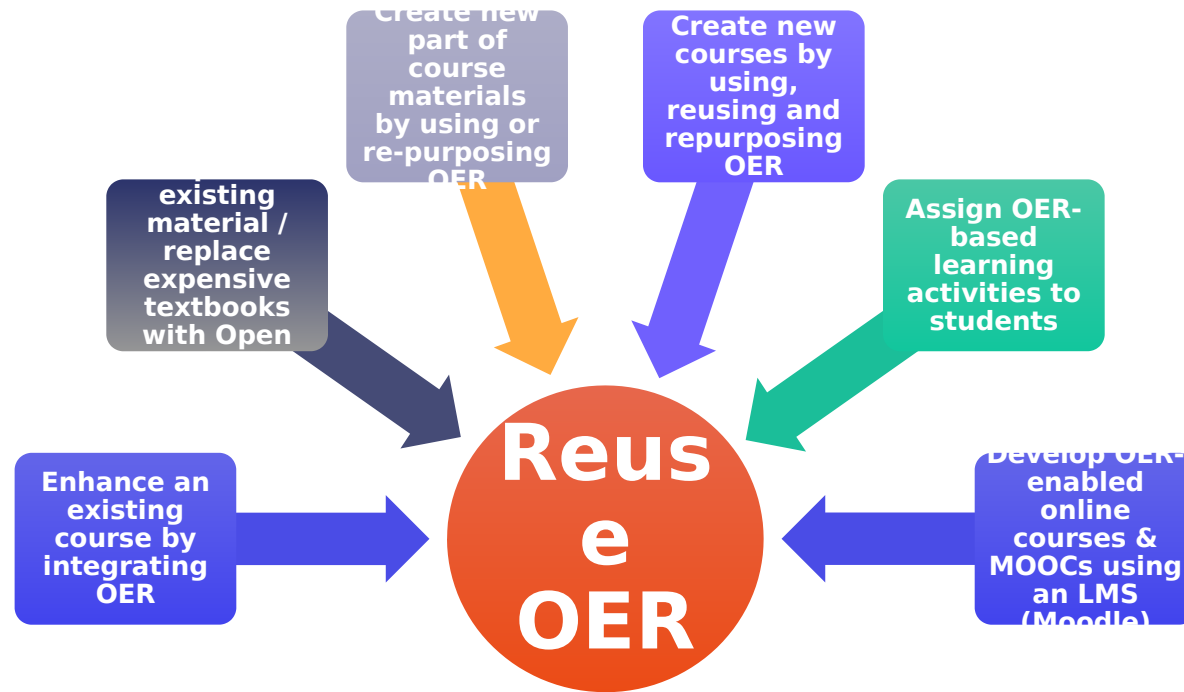 Create new
part of
course
materials
by using or
re-purposing
OER
Create new
courses by
using,
reusing and
repurposing
OER
existing
material /
replace
expensive
textbooks
with Open
Assign OER-
based
learning
activities to
students
Enhance an
existing
course by
integrating
OER
Develop OER-
enabled
online
courses &
MOOCs using
an LMS
(Moodle)
Reus
e
OER